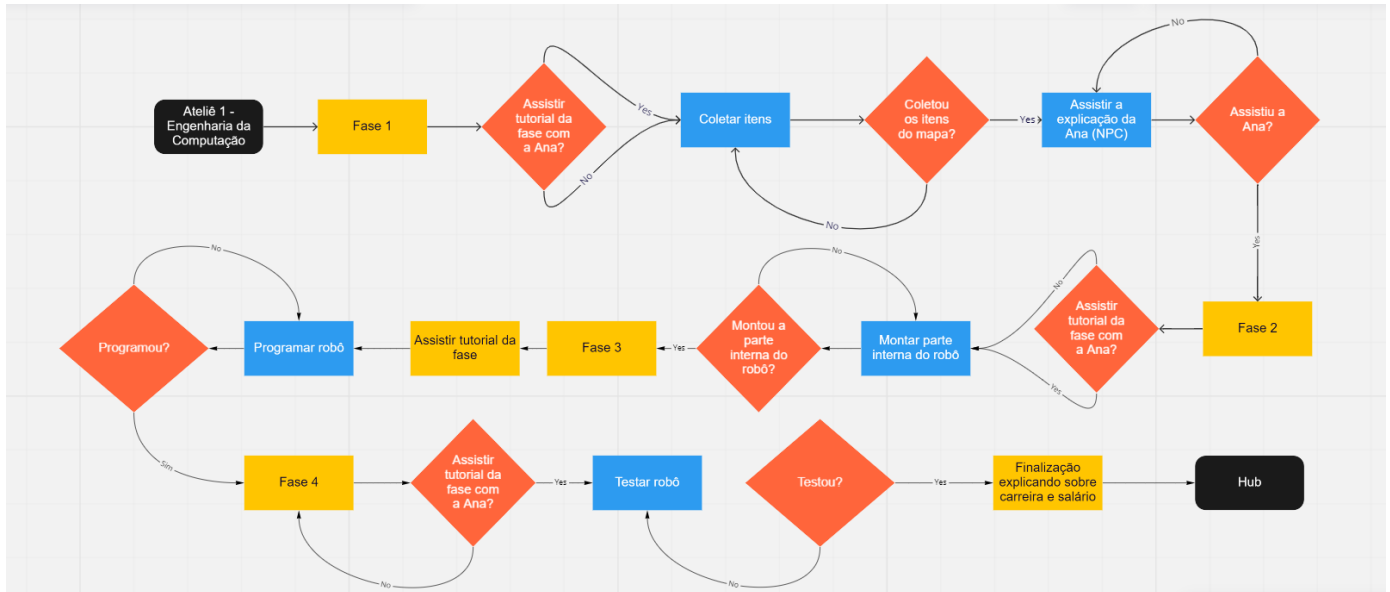 No
Ateliê 1 -
Engenharia da
Computação
Fase 1
Assistir
tutorial da
fase com
a Ana?
Yes
No
Coletar itens
Coletou
os itens
do mapa?
No
Yes
Assistir a
explicação da
Ana (NPC)
No
Assistiu a
Ana?
Yes
Fase 2
Assistir
tutorial da
fase com
a Ana?
No
Yes
Montar parte
interna do robô
No
Montou a
parte
interna do
robô?
Yes
Fase 3
Assistir tutorial da
fase
Programar robô
No
Programou?
Sim
Fase 4
Assistir
tutorial da
fase com
a Ana?
No
Yes
Testar robô
Testou?
No
Yes
Finalização
explicando sobre
carreira e salário
Hub